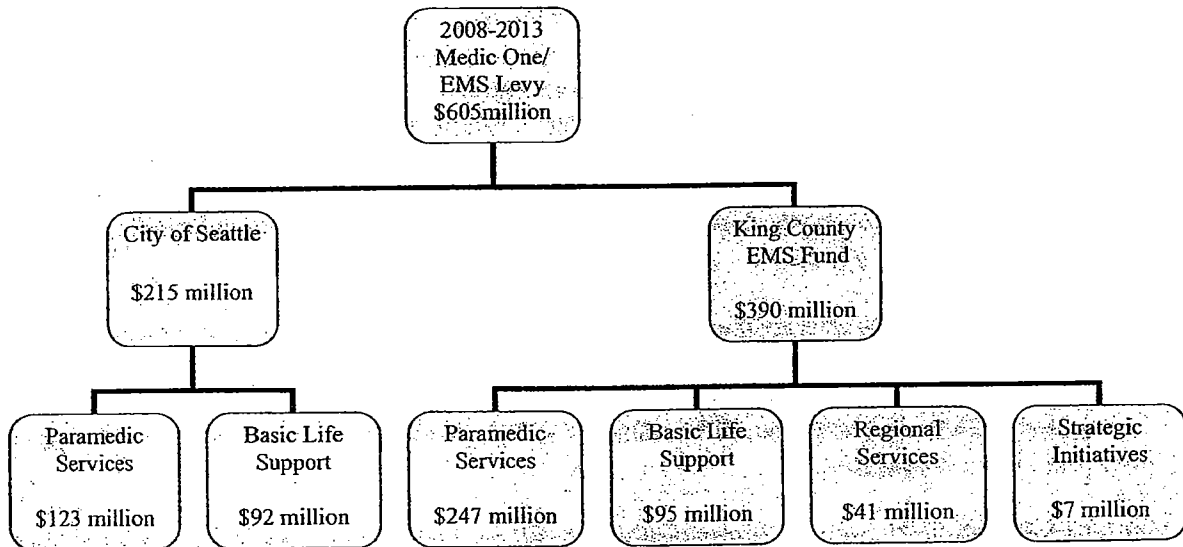 2008-2013
Medic One/
EMS Levy
$605million
City of Seattle
$215 million
King County
EMS Fund
$390 million
Paramedic
Services
$123 million
Basic Life
Support
$92 million
Paramedic
Services
$247 million
Basic Life
Support
$95 million
Regional
Services
$41 million
Strategic
Initiatives
$7 million